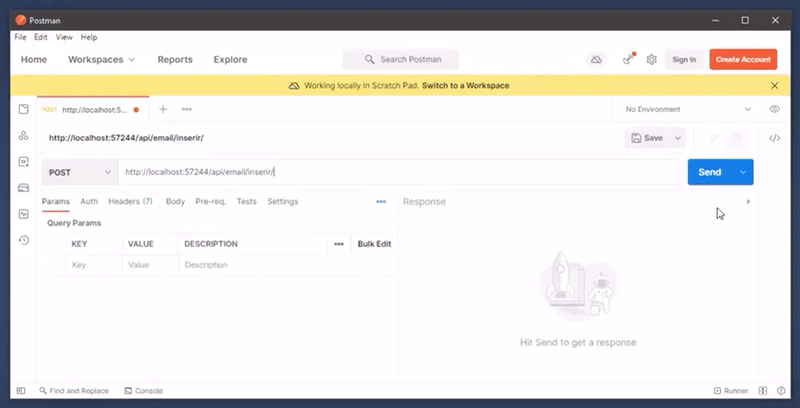 Postman
File Edit View Help
Home Workspaces Reports Explore Search Postman Sign In Create Account
Working locally in Scratch Pad. Switch to a Workspace
POST http://localhost:5... No Environment
http://localhost:57244/api/email/inserir/ Save
POST http://localhost:57244/api/email/inserir/ Send
Params Auth Headers (7) Body Pre-req. Tests Settings Response
Query Params
KEY VALUE DESCRIPTION Bulk Edit
Key Value Description
Hit Send to get a response
Find and Replace Console Runner